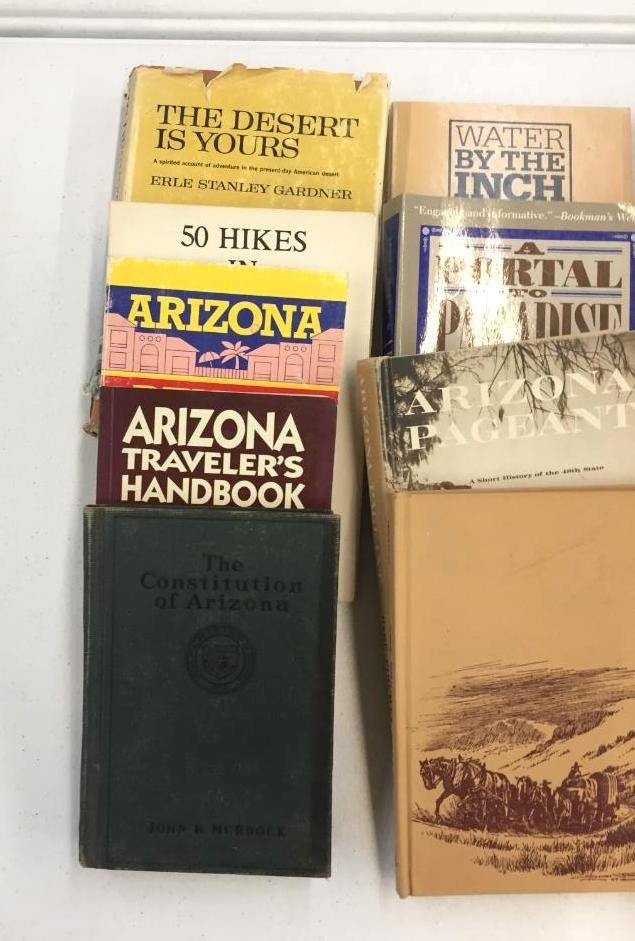 THE DESERT
IS YOURS
A spirited account of adventure in the present-day American desert
ERLE STANLEY GARDNER
50 HIKES
IN
ARIZONA
ARIZONA
TRAVELER'S
HANDBOOK
The
Constitution
of Arizona
JOHN R MURDOCK
WATER
BY THE
INCH
"Engaging and informative." —Bookman's We
A
PORTAL
TO
PARADISE
ARIZONA
PAGEANT
A Short History of the 48th State